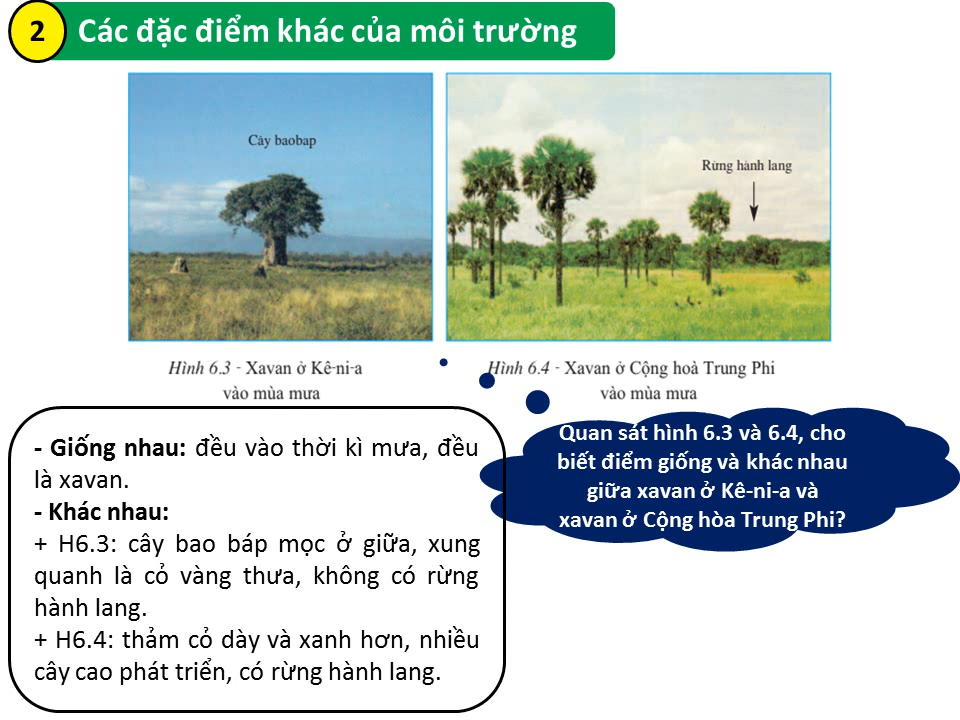 2
Các đặc điểm khác của môi trường
Cây baobap
Rừng hành lang
Hình 6.3 - Xavan ở Kê-ni-a
vào mùa mưa
Hình 6.4 - Xavan ở Cộng hoà Trung Phi
vào mùa mưa
Quan sát hình 6.3 và 6.4, cho
biết điểm giống và khác nhau
giữa xavan ở Kê-ni-a và
xavan ở Cộng hòa Trung Phi?
- Giống nhau: đều vào thời kì mưa, đều
là xavan.
- Khác nhau:
+ H6.3: cây bao báp mọc ở giữa, xung
quanh là cỏ vàng thưa, không có rừng
hành lang.
+ H6.4: thảm cỏ dày và xanh hơn, nhiều
cây cao phát triển, có rừng hành lang.